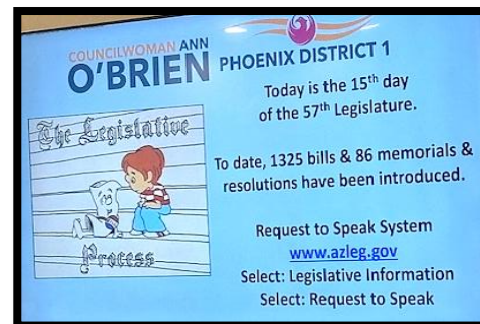 COUNCILWOMAN ANN
O'BRIEN
PHOENIX DISTRICT 1
The Legislative
Process
Today is the 15th day
of the 57th Legislature.
To date, 1325 bills & 86 memorials &
resolutions have been introduced.
Request to Speak System
www.azleg.gov
Select: Legislative Information
Select: Request to Speak